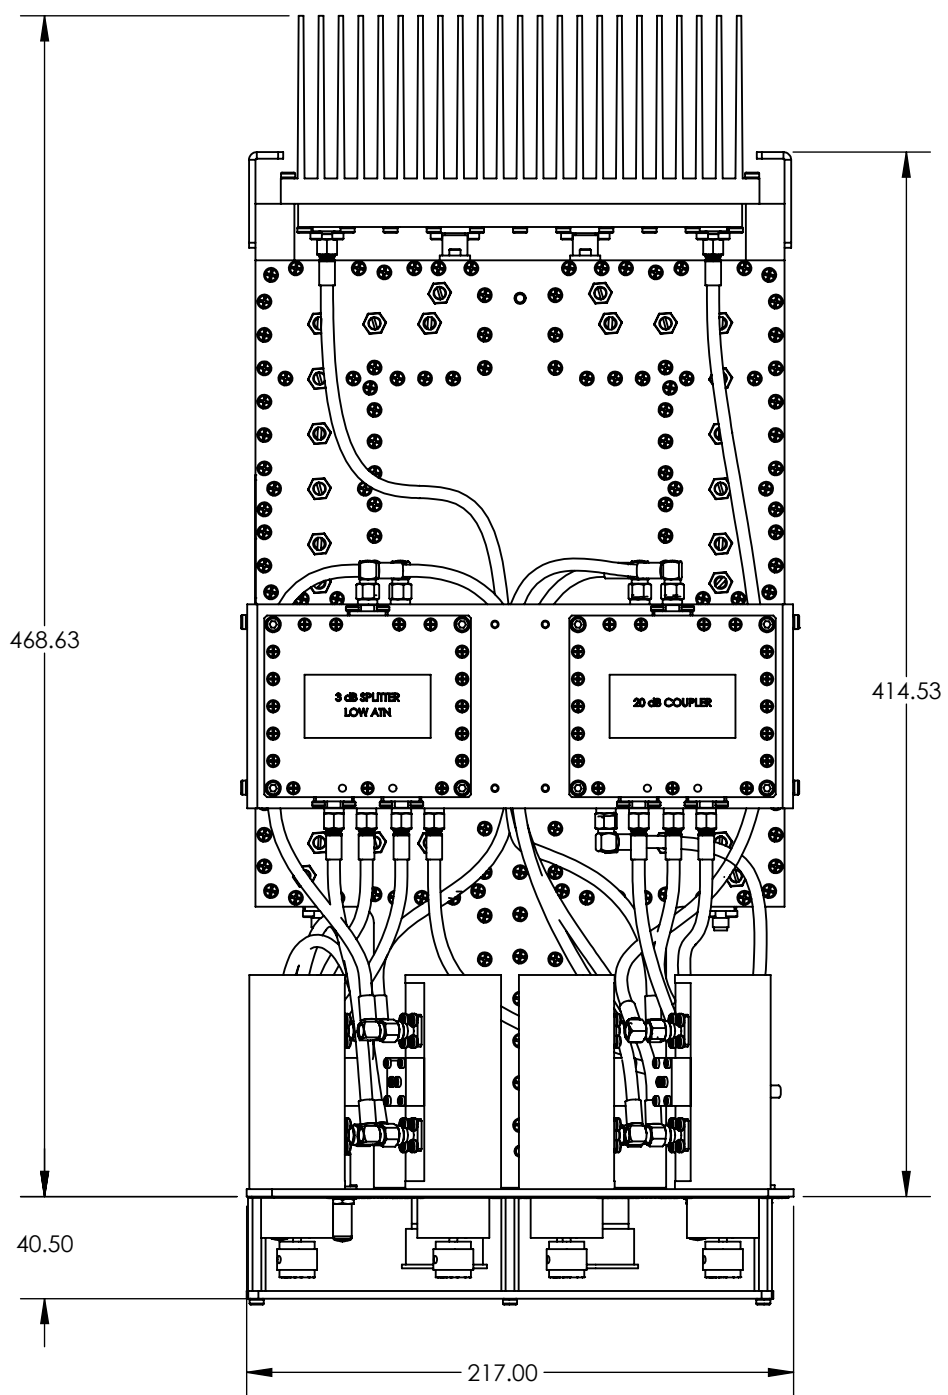 468.63
414.53
3 dB SPLITTER
LOW ATN
20 dB COUPLER
40.50
217.00